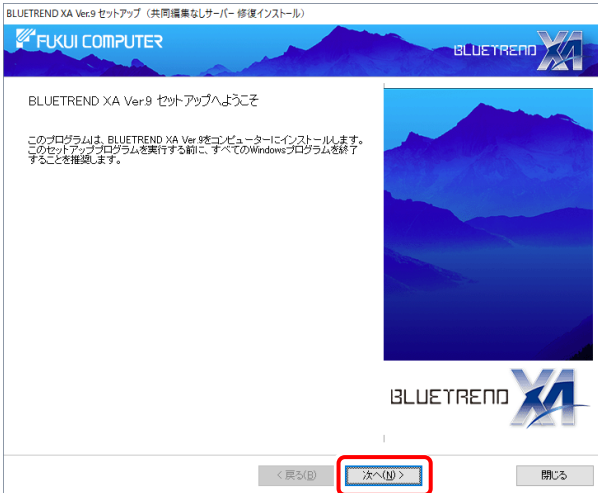 BLUETREND XA Ver.9 セットアップ（共同編集なしサーバー 修復インストール）
FUKUI COMPUTER
BLUETREND XA
BLUETREND XA Ver.9 セットアップへようこそ
このプログラムは、BLUETREND XA Ver.9をコンピューターにインストールします。
このセットアッププログラムを実行する前に、すべてのWindowsプログラムを終了
することを推奨します。
BLUETREND XA
< 戻る(B)
次へ(N) >
閉じる